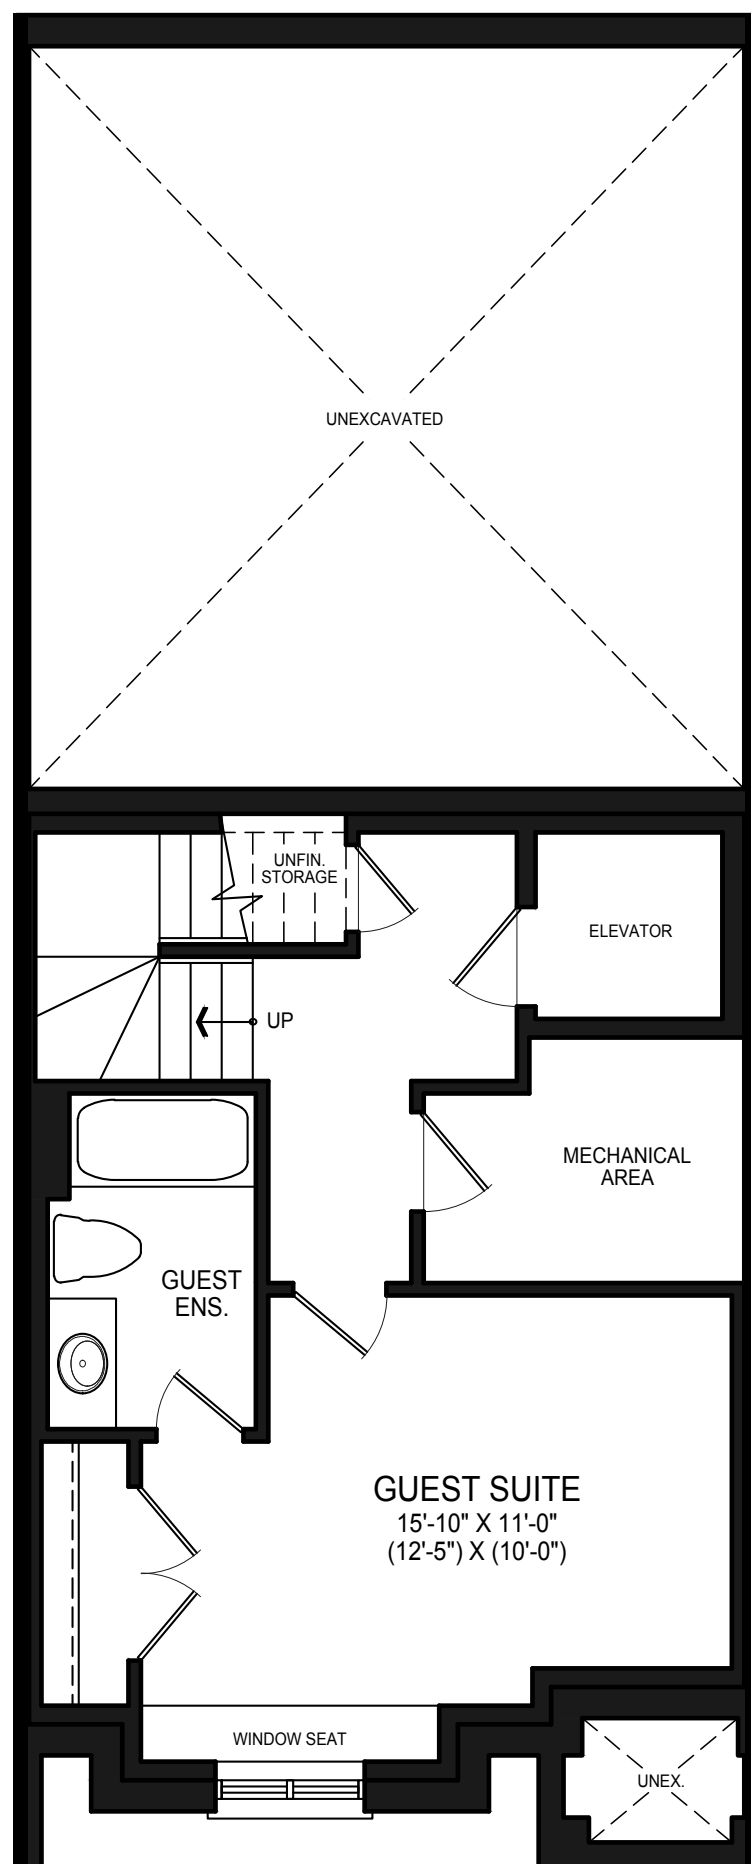 UNEXCAVATED
UNFIN.
STORAGE
ELEVATOR
UP
MECHANICAL
AREA
GUEST
ENS.
GUEST SUITE
15'-10" X 11'-0"
(12'-5") X (10'-0")
WINDOW SEAT
UNEX.